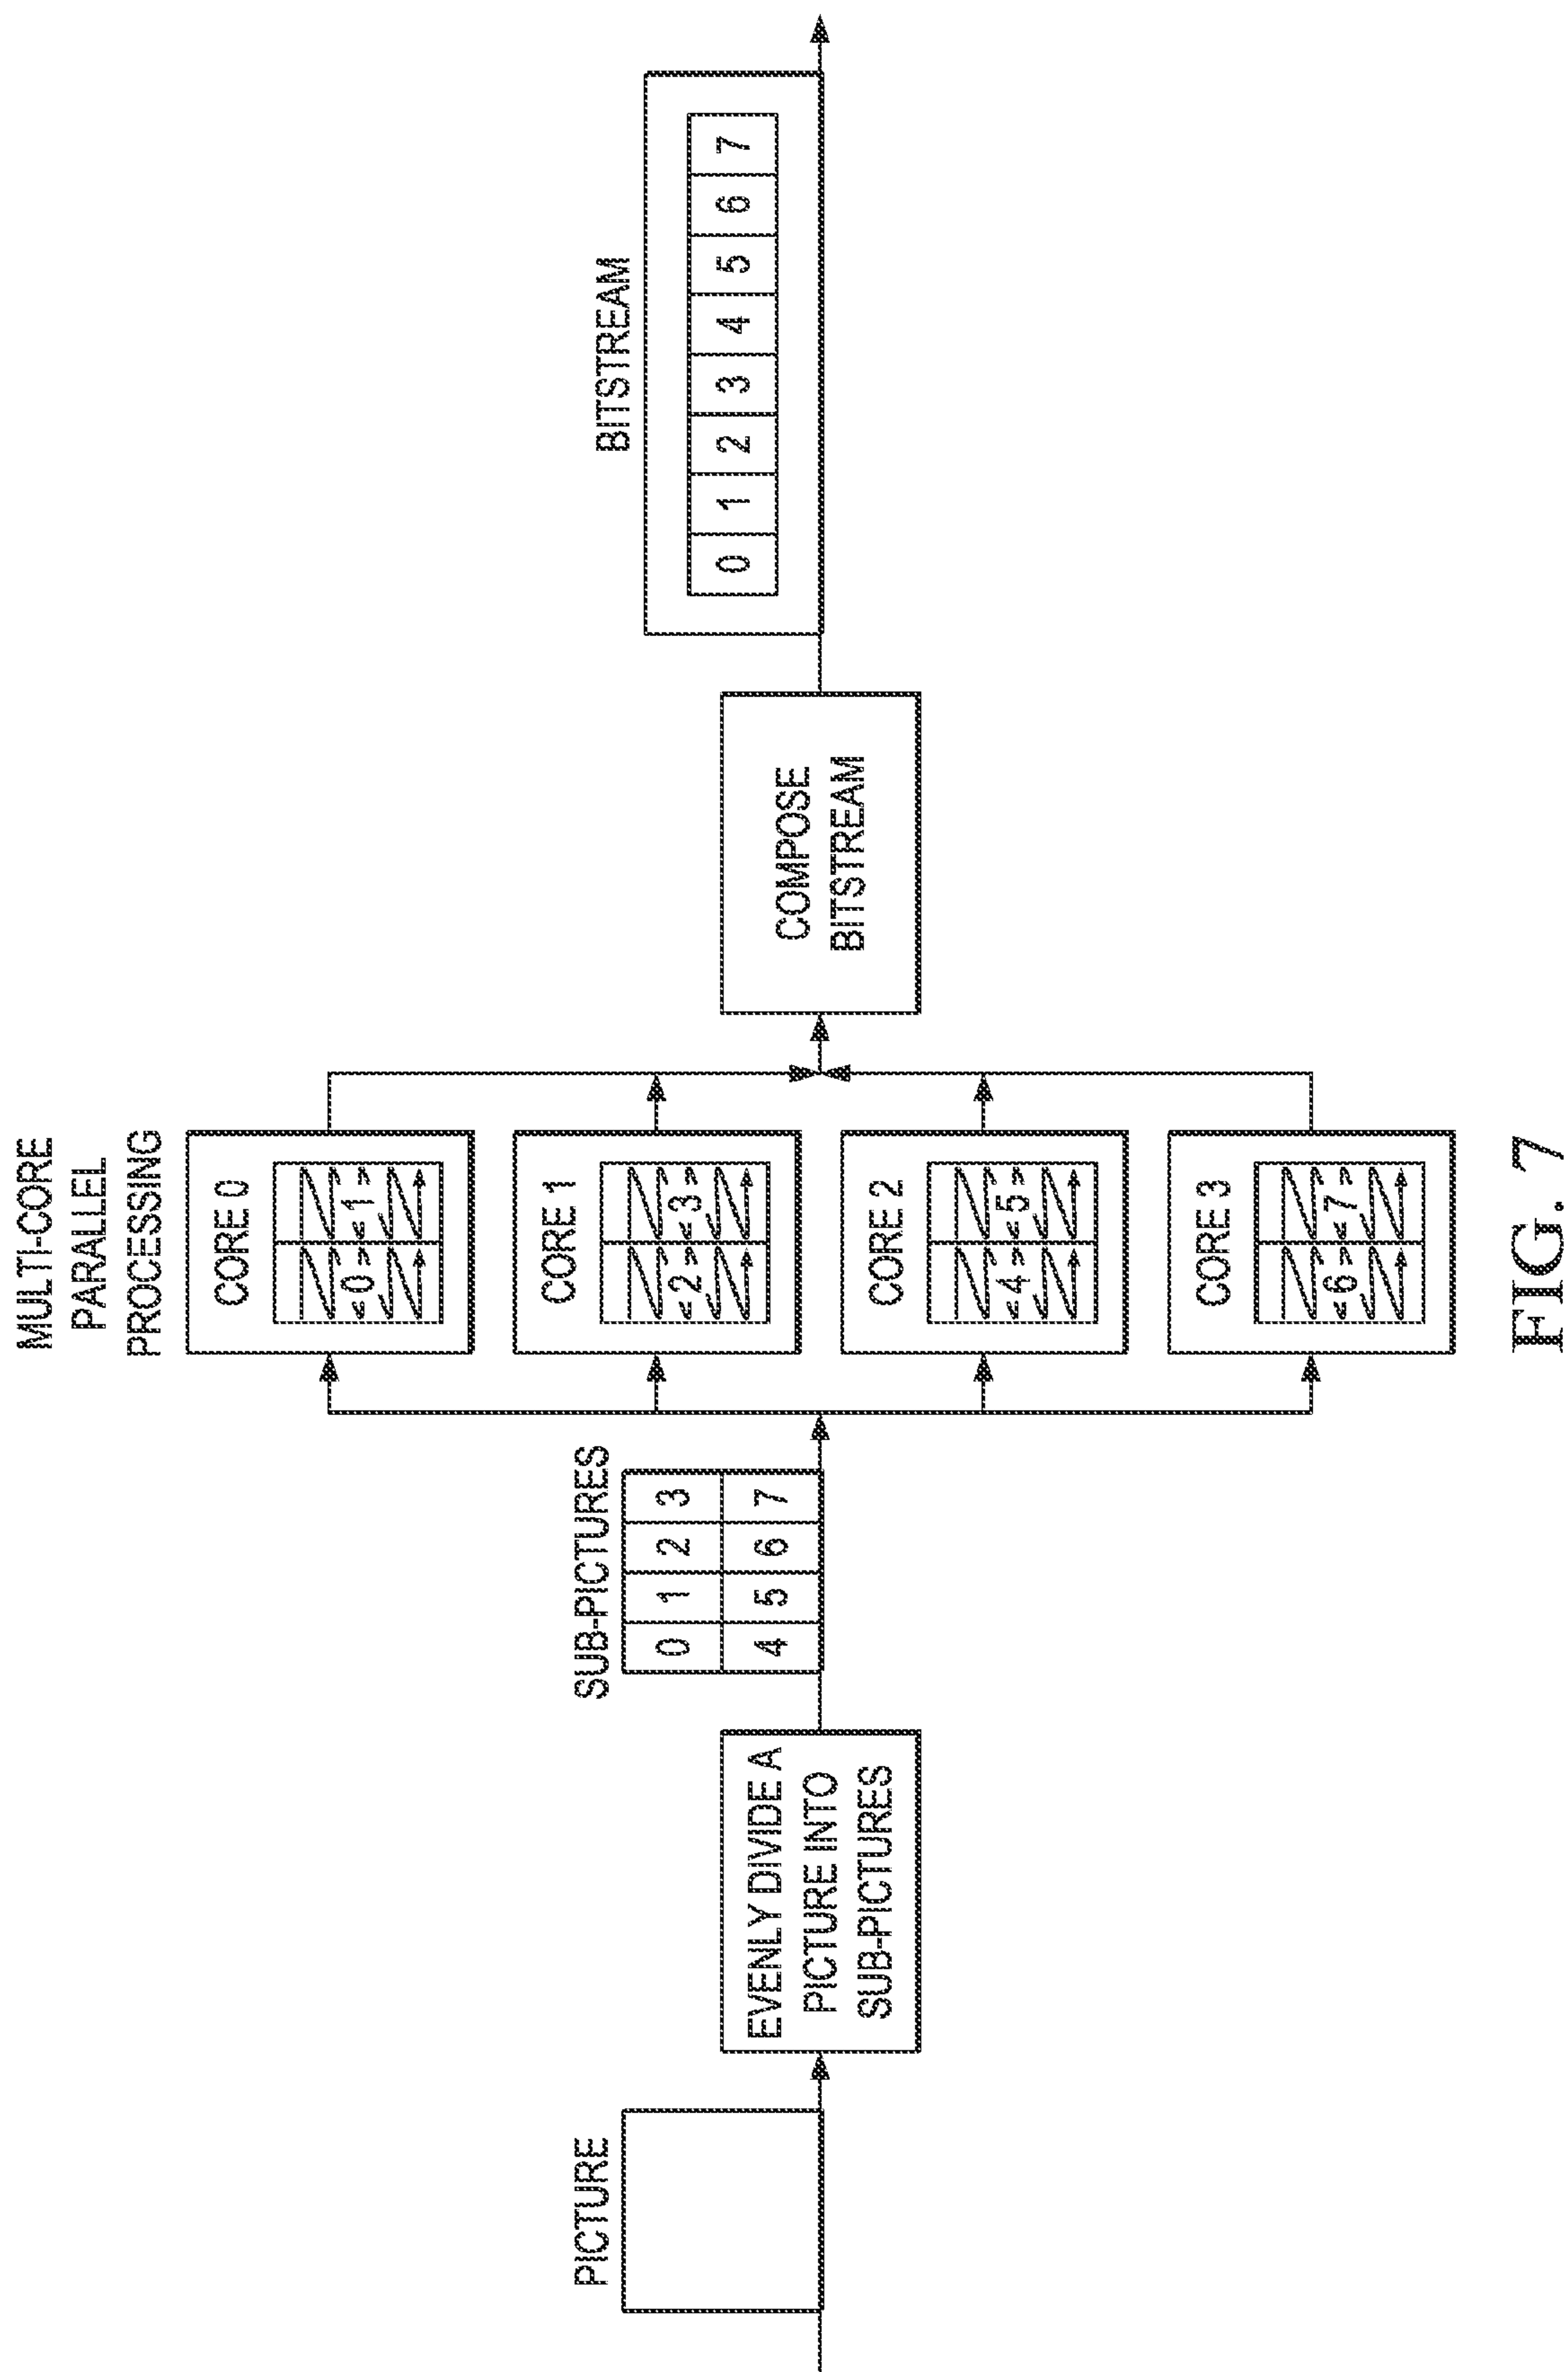 PICTURE
EVENLY DIVIDE A
PICTURE INTO
SUB-PICTURES
SUB-PICTURES
0 1 2 3
4 5 6 7
MULTI-CORE
PARALLEL
PROCESSING
CORE 0
0 1
CORE 1
2 3
CORE 2
4 5
CORE 3
6 7
COMPOSE
BITSTREAM
BITSTREAM
0 1 2 3 4 5 6 7
FIG. 7